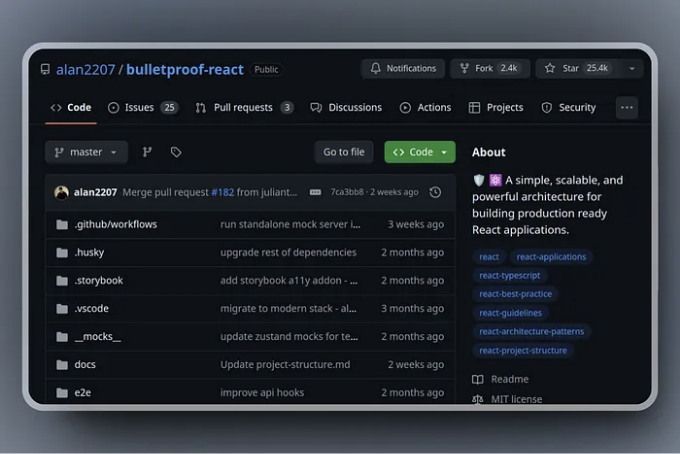 alan2207 / bulletproof-react Public Notifications Fork 2.4k Star 25.4k
Code Issues 25 Pull requests 3 Discussions Actions Projects Security
master Go to file Code
alan2207 Merge pull request #182 from juliant... 7ca3bb8 · 2 weeks ago
.github/workflows run standalone mock server i... 3 weeks ago
.husky upgrade rest of dependencies 2 months ago
.storybook add storybook a11y addon - ... 2 months ago
.vscode migrate to modern stack - al... 3 months ago
__mocks__ update zustand mocks for te... 2 months ago
docs Update project-structure.md 2 weeks ago
e2e improve api hooks 2 months ago
About
🛡️ ⚛️ A simple, scalable, and
powerful architecture for
building production ready
React applications.
react react-applications
react-typescript
react-best-practice
react-guidelines
react-architecture-patterns
react-project-structure
Readme
MIT license